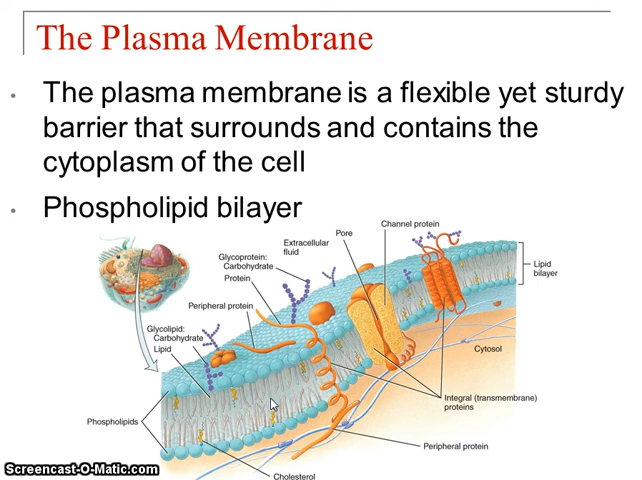 The Plasma Membrane
• The plasma membrane is a flexible yet sturdy
barrier that surrounds and contains the
cytoplasm of the cell
• Phospholipid bilayer
Channel protein
Pore
Extracellular
fluid
Glycoprotein:
Carbohydrate
Protein
Lipid
bilayer
Peripheral protein
Glycolipid:
Carbohydrate
Lipid
Cytosol
Integral (transmembrane)
proteins
Phospholipids
Peripheral protein
Cholesterol
Screencast-O-Matic.com